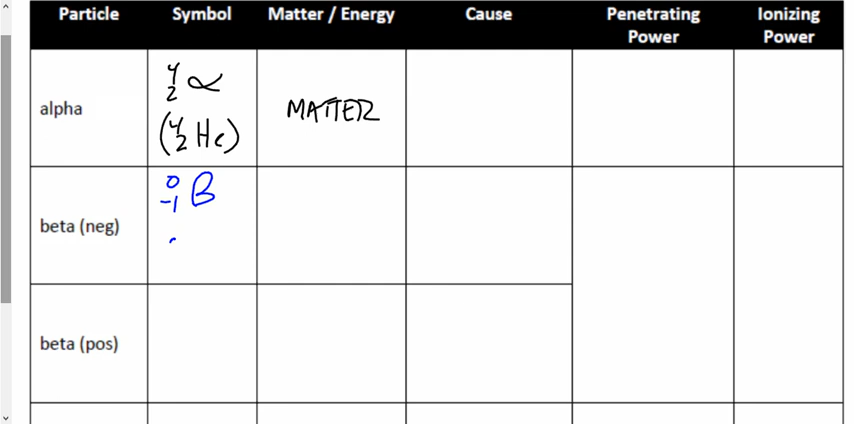 Particle Symbol Matter / Energy Cause Penetrating Power Ionizing Power
alpha
4
2 α
(4
2 He)
MATTER
beta (neg)
0
-1 β
beta (pos)